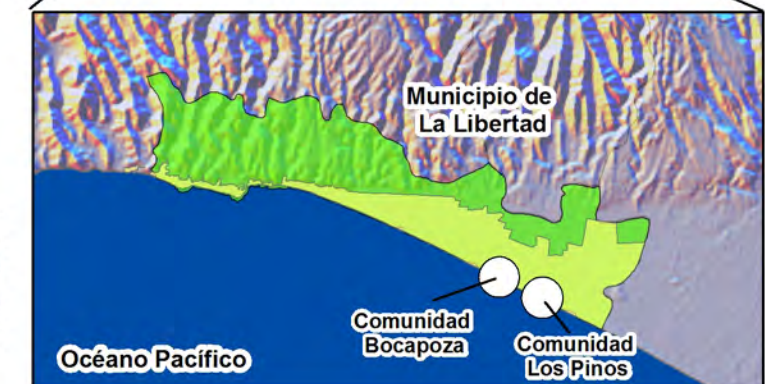 Municipio de
La Libertad
Comunidad
Bocapoza
Comunidad
Los Pinos
Océano Pacífico